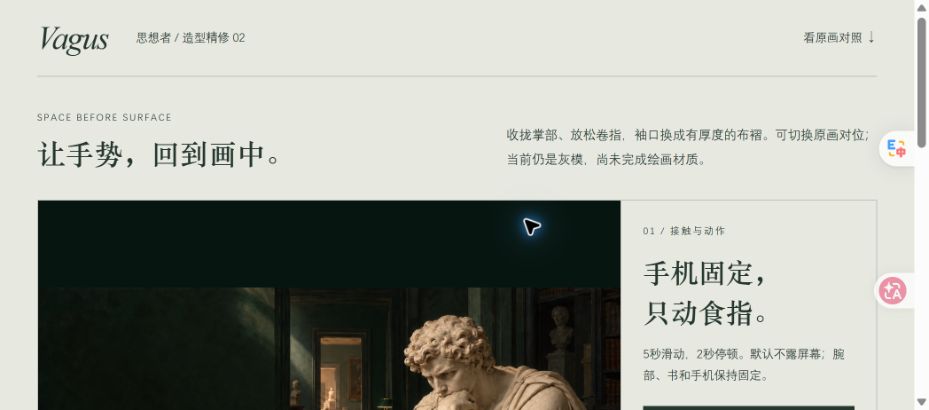 Vagus
思想者 / 造型精修 02
看原画对照 ↓
SPACE BEFORE SURFACE
让手势，回到画中。
收拢掌部、放松卷指，袖口换成有厚度的布褶。可切换原画对位；
当前仍是灰模，尚未完成绘画材质。
01 / 接触与动作
手机固定，
只动食指。
5秒滑动，2秒停顿。默认不露屏幕；腕
部、书和手机保持固定。